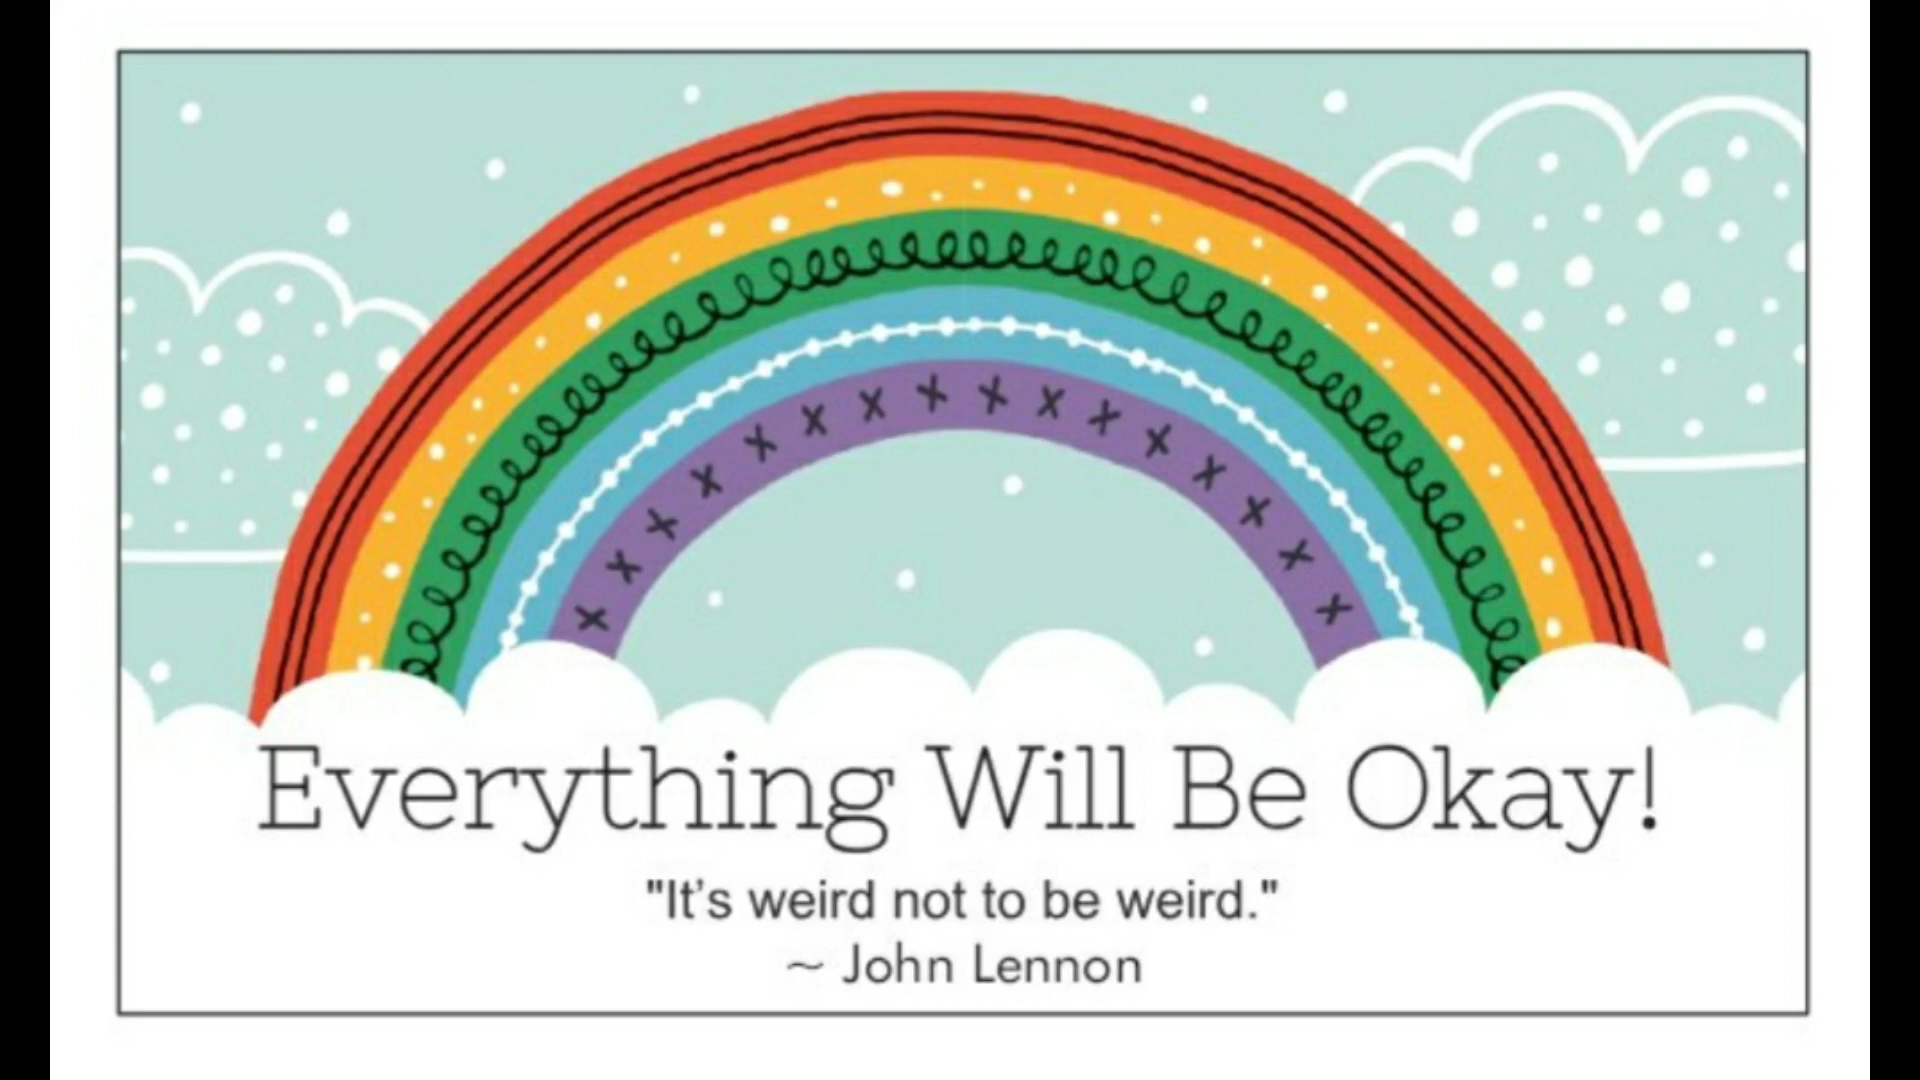 Everything Will Be Okay!
"It’s weird not to be weird."
~ John Lennon